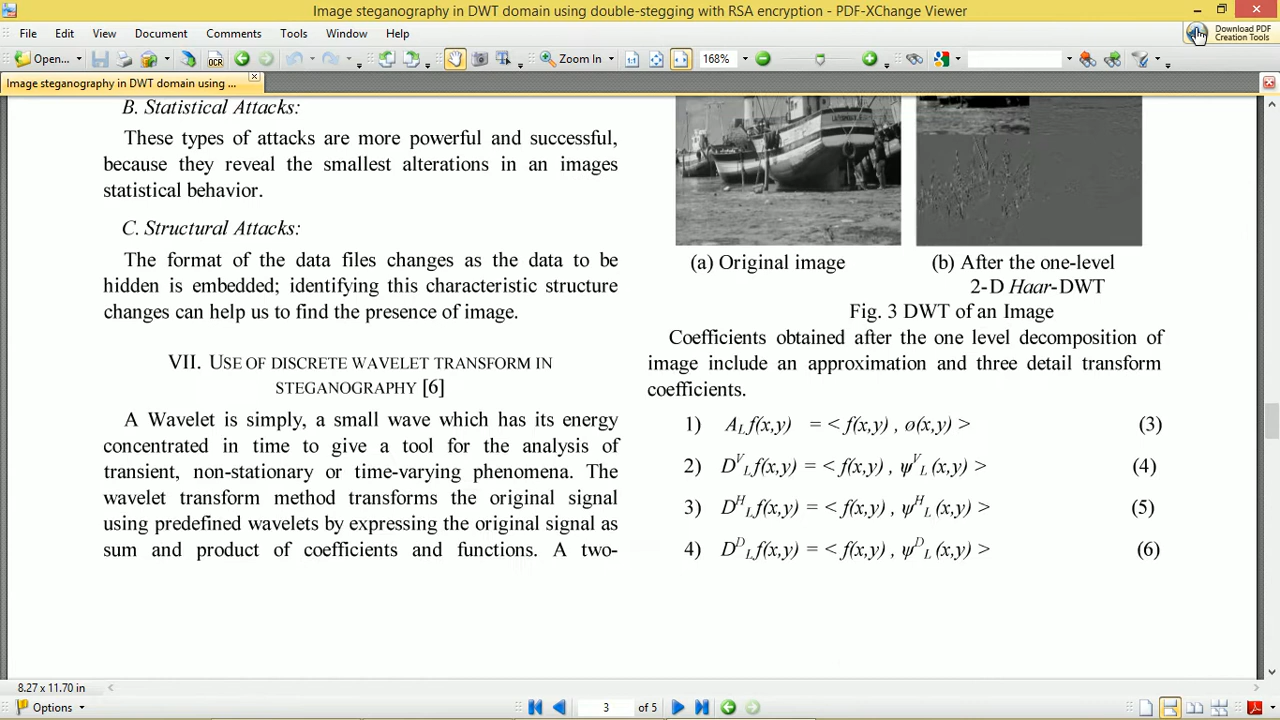 Image steganography in DWT domain using double-stegging with RSA encryption - PDF-XChange Viewer
File Edit View Document Comments Tools Window Help
Download PDF
Creation Tools
Open...
OCR
Zoom In
168%
Image steganography in DWT domain using ...
B. Statistical Attacks:
These types of attacks are more powerful and successful,
because they reveal the smallest alterations in an images
statistical behavior.
C. Structural Attacks:
The format of the data files changes as the data to be
hidden is embedded; identifying this characteristic structure
changes can help us to find the presence of image.
VII. USE OF DISCRETE WAVELET TRANSFORM IN
STEGANOGRAPHY [6]
A Wavelet is simply, a small wave which has its energy
concentrated in time to give a tool for the analysis of
transient, non-stationary or time-varying phenomena. The
wavelet transform method transforms the original signal
using predefined wavelets by expressing the original signal as
sum and product of coefficients and functions. A two-
(a) Original image
(b) After the one-level
2-D Haar-DWT
Fig. 3 DWT of an Image
Coefficients obtained after the one level decomposition of
image include an approximation and three detail transform
coefficients.
1) A_L f(x,y) = < f(x,y) , ø(x,y) > (3)
2) D^V_L f(x,y) = < f(x,y) , ψ^V_L (x,y) > (4)
3) D^H_L f(x,y) = < f(x,y) , ψ^H_L (x,y) > (5)
4) D^D_L f(x,y) = < f(x,y) , ψ^D_L (x,y) > (6)
8.27 x 11.70 in
Options
3 of 5